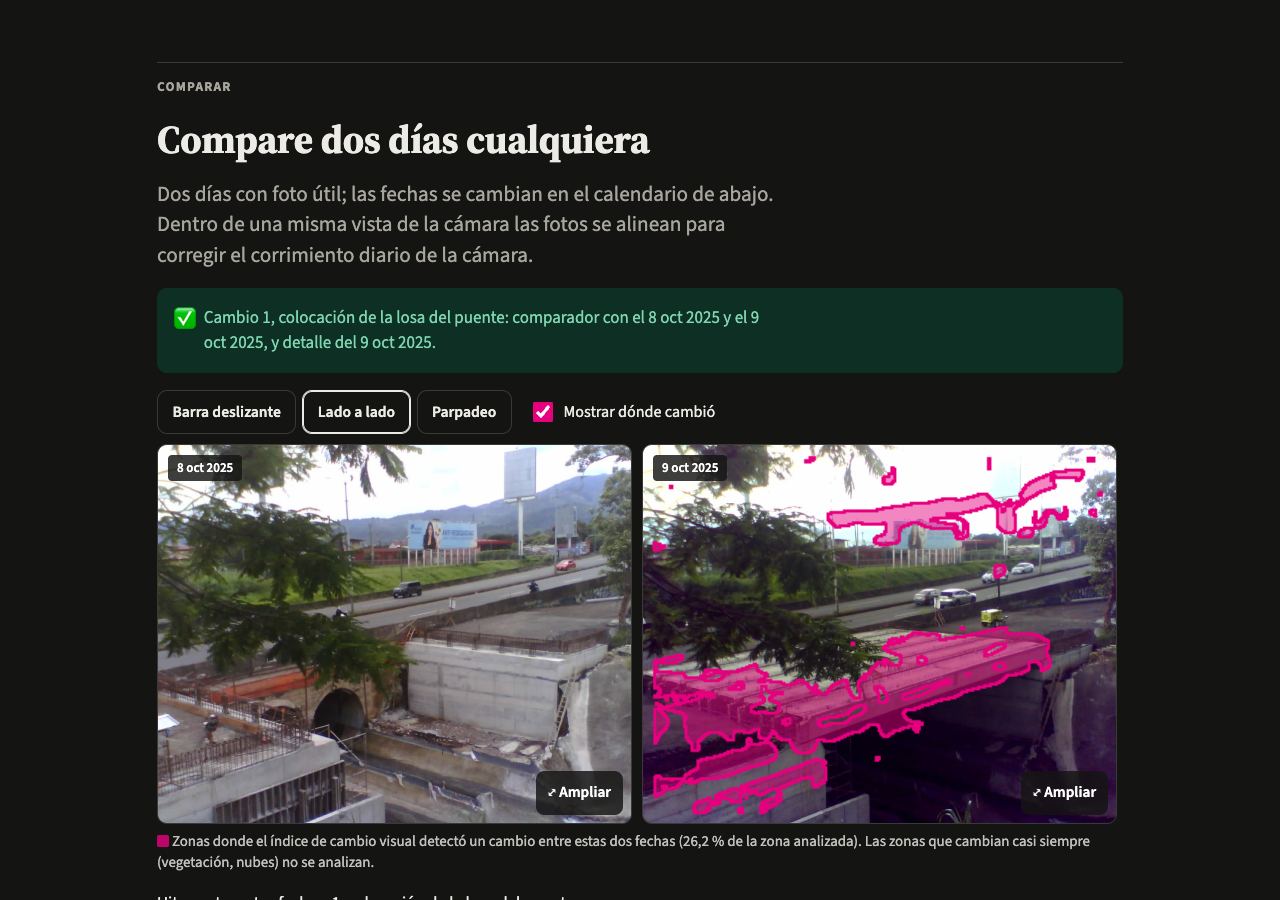 COMPARAR
Compare dos días cualquiera
Dos días con foto útil; las fechas se cambian en el calendario de abajo.
Dentro de una misma vista de la cámara las fotos se alinean para
corregir el corrimiento diario de la cámara.
Cambio 1, colocación de la losa del puente: comparador con el 8 oct 2025 y el 9
oct 2025, y detalle del 9 oct 2025.
Barra deslizante
Lado a lado
Parpadeo
Mostrar dónde cambió
8 oct 2025
9 oct 2025
Ampliar
Ampliar
Zonas donde el índice de cambio visual detectó un cambio entre estas dos fechas (26,2 % de la zona analizada). Las zonas que cambian casi siempre
(vegetación, nubes) no se analizan.